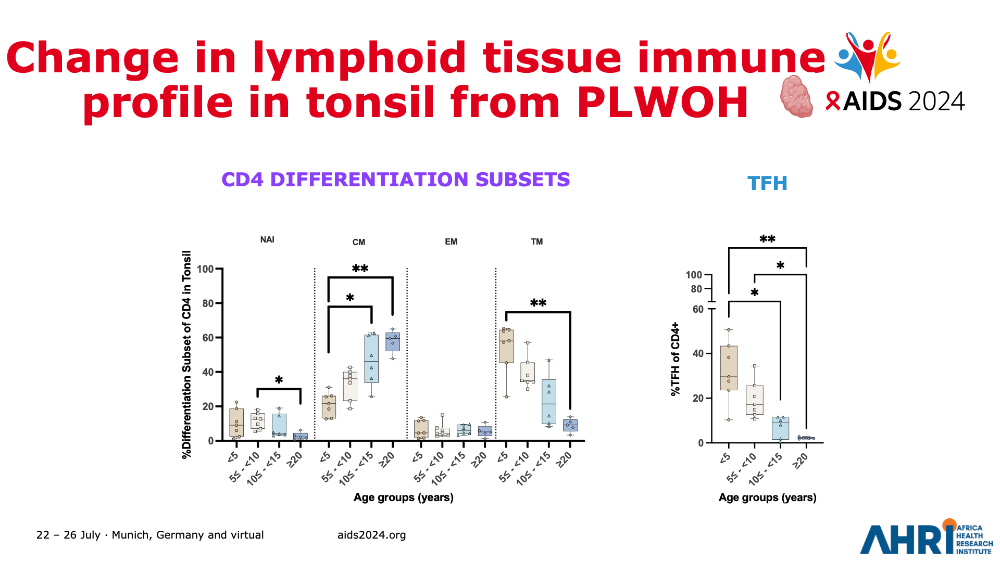 Change in lymphoid tissue immune
profile in tonsil from PLWOH
AIDS 2024
CD4 DIFFERENTIATION SUBSETS
TFH
NAI
CM
EM
TM
%Differentiation Subset of CD4 in Tonsil
100
80
60
40
20
0
**
*
*
**
<5
5≤ - <10
10≤ - <15
≥20
<5
5≤ - <10
10≤ - <15
≥20
<5
5≤ - <10
10≤ - <15
≥20
<5
5≤ - <10
10≤ - <15
≥20
Age groups (years)
%TFH of CD4+
100
80
60
40
20
0
**
*
*
<5
5≤ - <10
10≤ - <15
≥20
Age groups (years)
22 – 26 July · Munich, Germany and virtual
aids2024.org
AHRI
AFRICA
HEALTH
RESEARCH
INSTITUTE